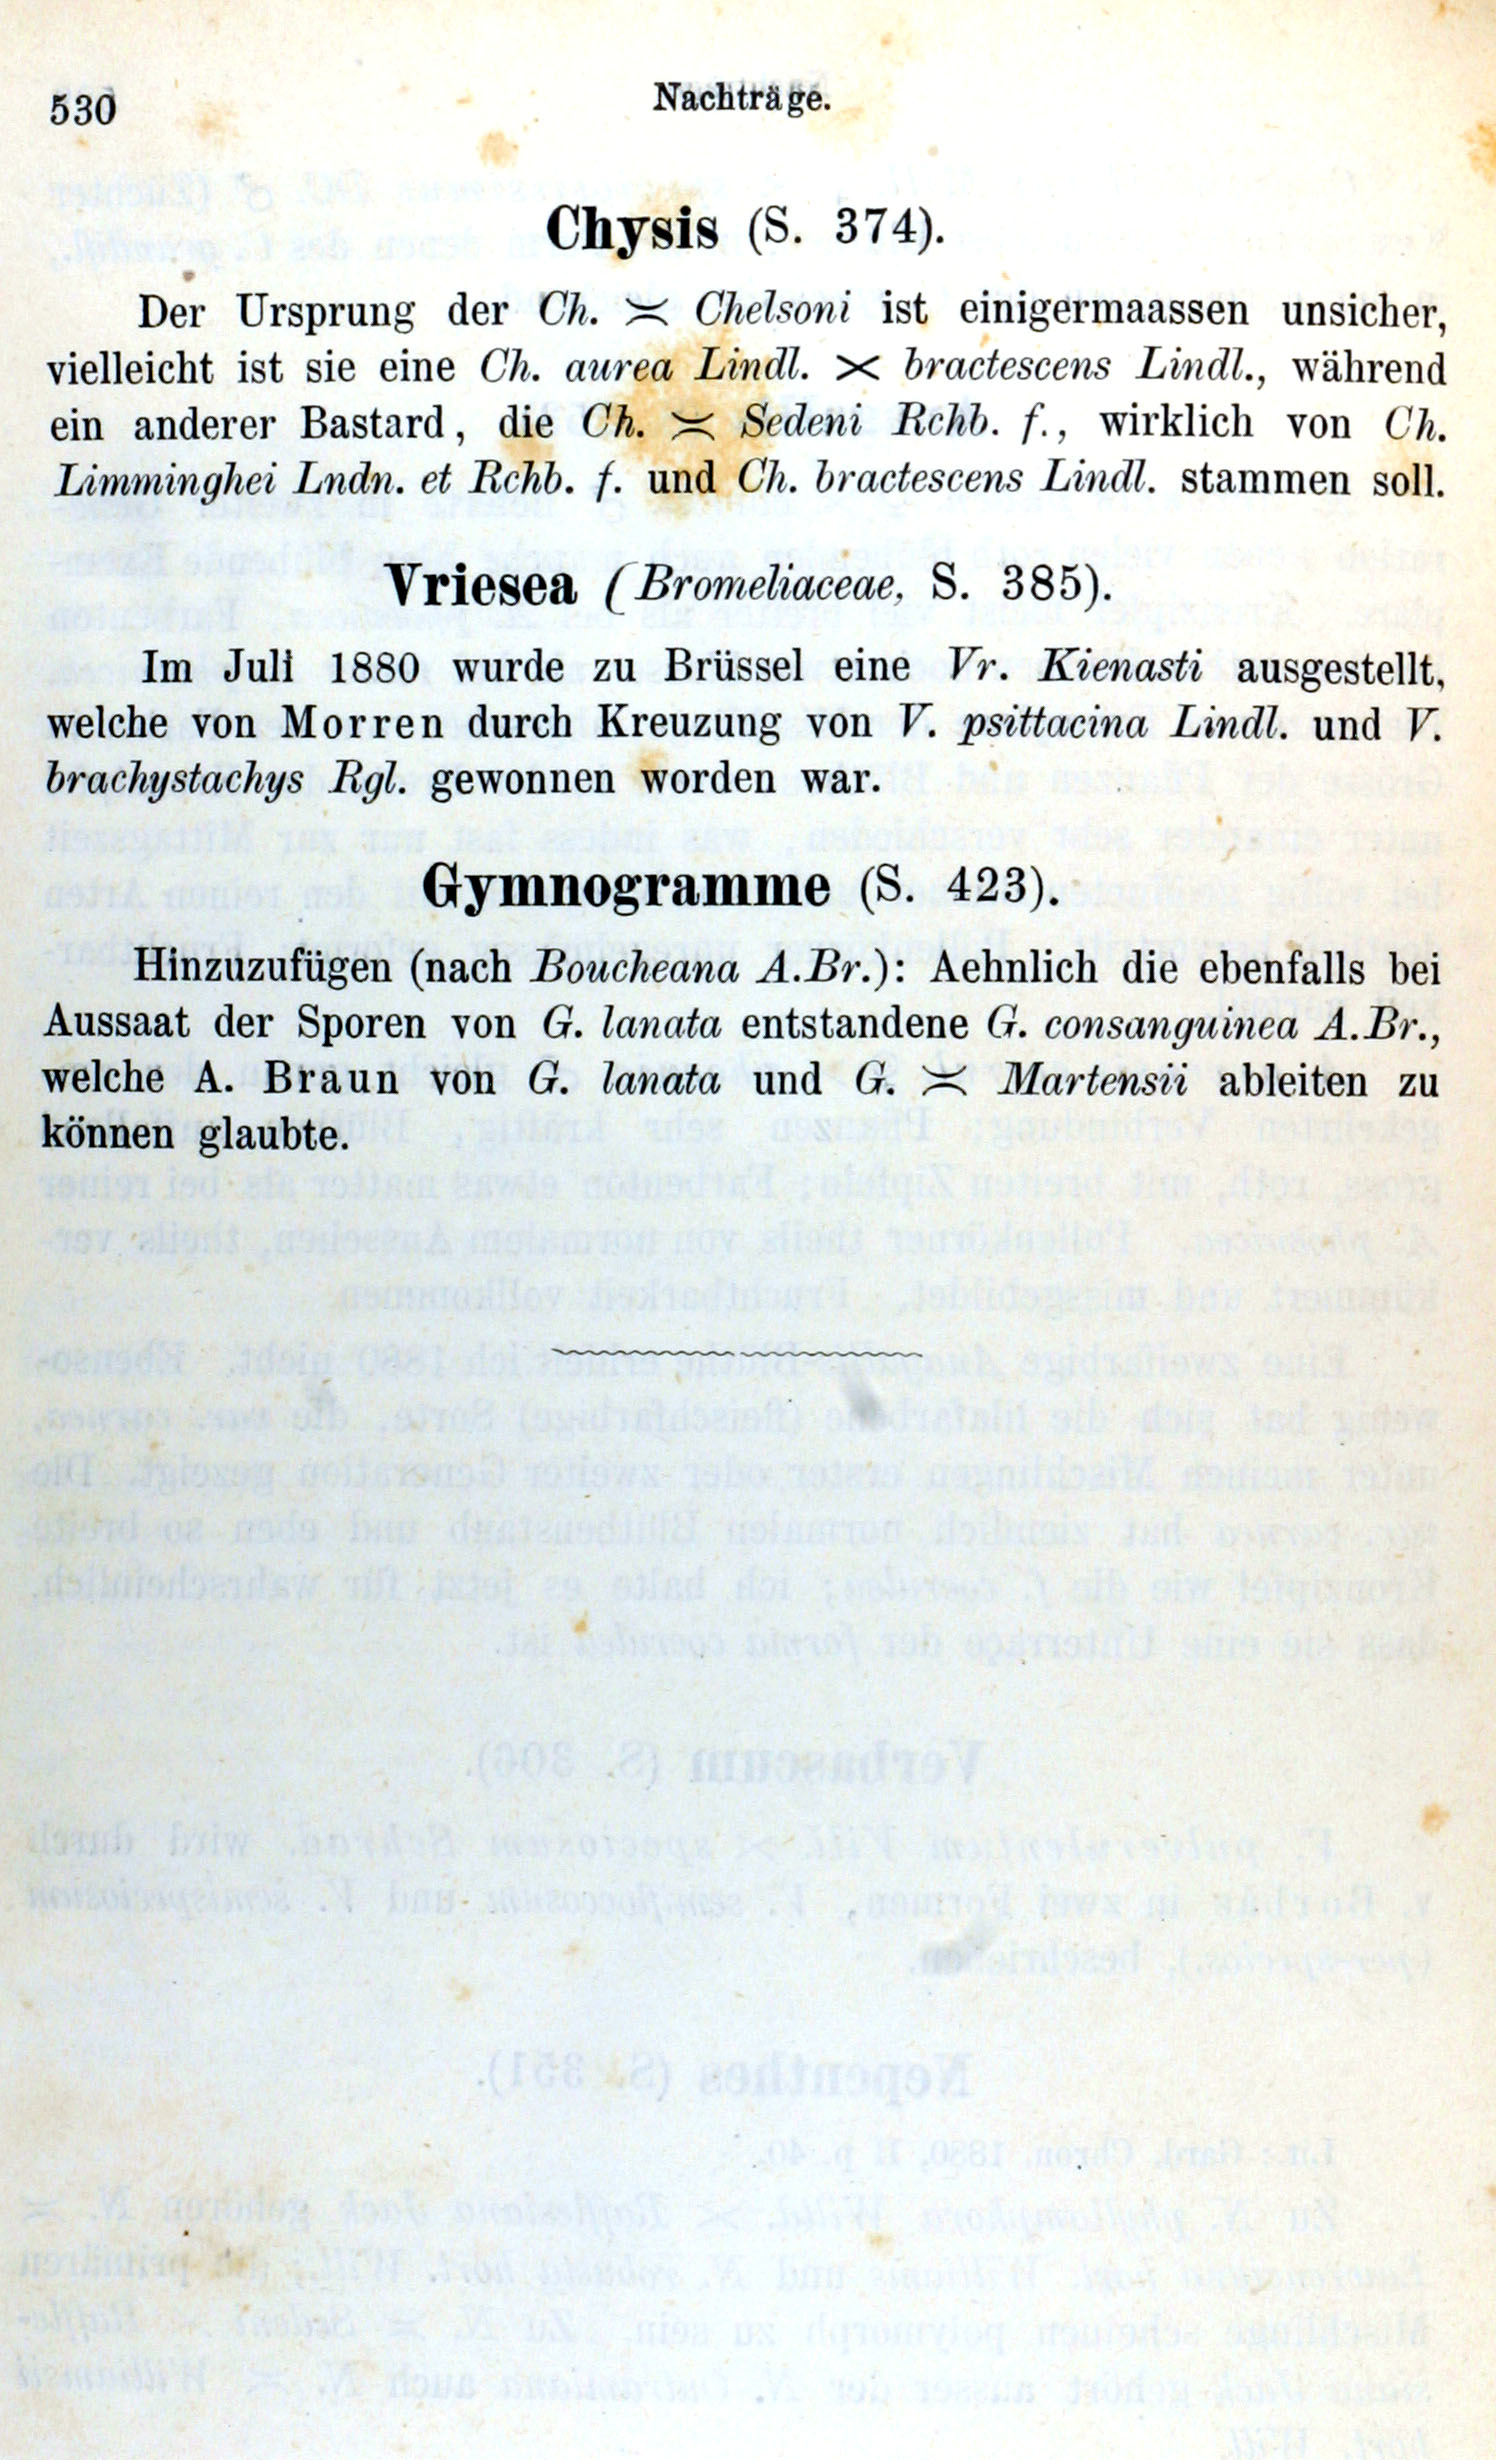 530
Nachträge.
Chysis (S. 374).
Der Ursprung der Ch. ≍ Chelsoni ist einigermaassen unsicher,
vielleicht ist sie eine Ch. aurea Lindl. × bractescens Lindl., während
ein anderer Bastard, die Ch. ≍ Sedeni Rchb. f., wirklich von Ch.
Limminghei Lndn. et Rchb. f. und Ch. bractescens Lindl. stammen soll.
Vriesea (Bromeliaceae, S. 385).
Im Juli 1880 wurde zu Brüssel eine Vr. Kienasti ausgestellt,
welche von Morren durch Kreuzung von V. psittacina Lindl. und V.
brachystachys Rgl. gewonnen worden war.
Gymnogramme (S. 423).
Hinzuzufügen (nach Boucheana A.Br.): Aehnlich die ebenfalls bei
Aussaat der Sporen von G. lanata entstandene G. consanguinea A.Br.,
welche A. Braun von G. lanata und G. ≍ Martensii ableiten zu
können glaubte.